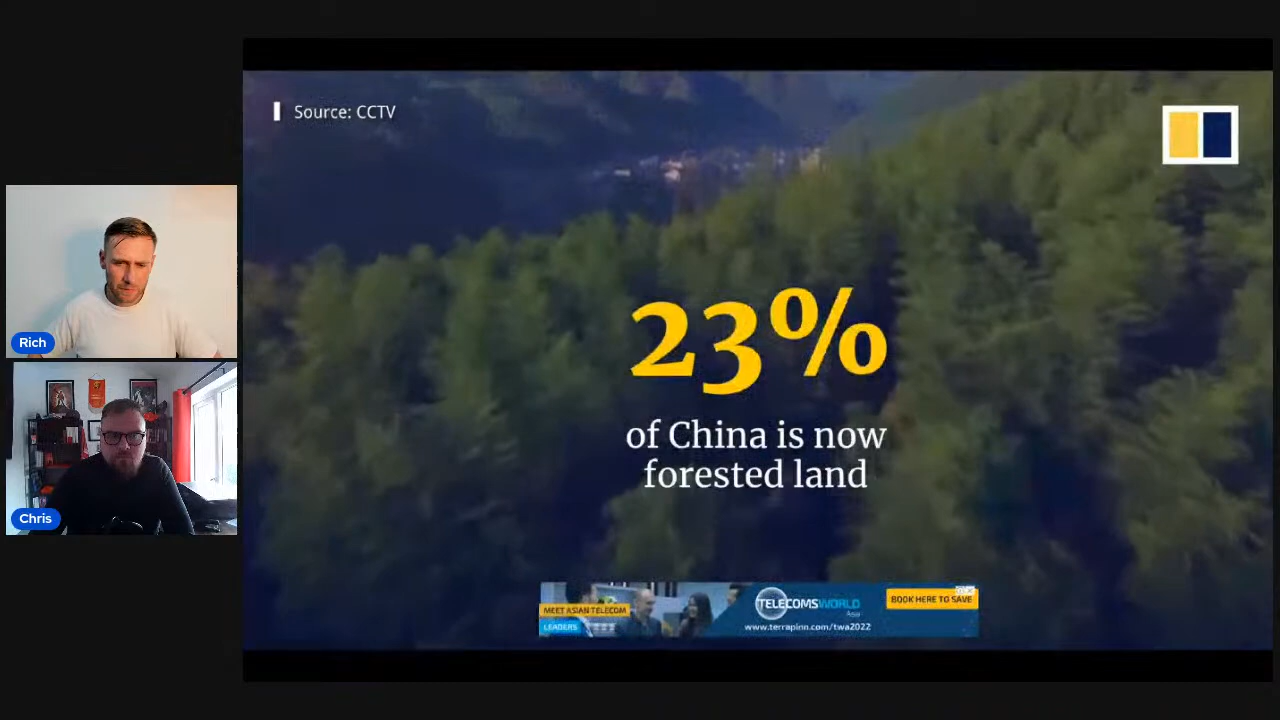 Source: CCTV
Rich
23%
of China is now
forested land
Chris
MEET ASIAN TELECOM
LEADERS
TELECOMSWORLD
Asia
www.terrapinn.com/twa2022
BOOK HERE TO SAVE